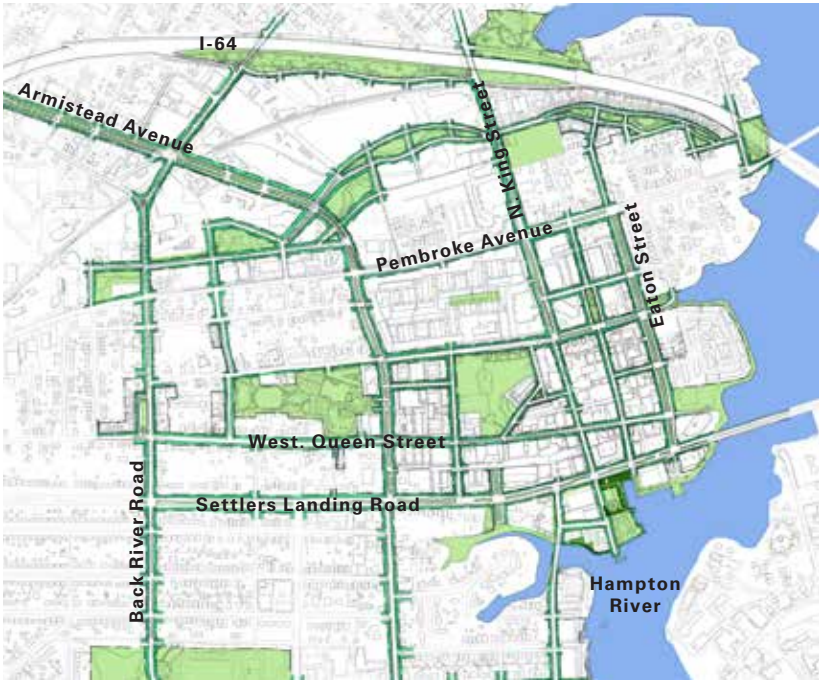 I-64
Armistead Avenue
N. King Street
Pembroke Avenue
Eaton Street
West. Queen Street
Settlers Landing Road
Back River Road
Hampton
River